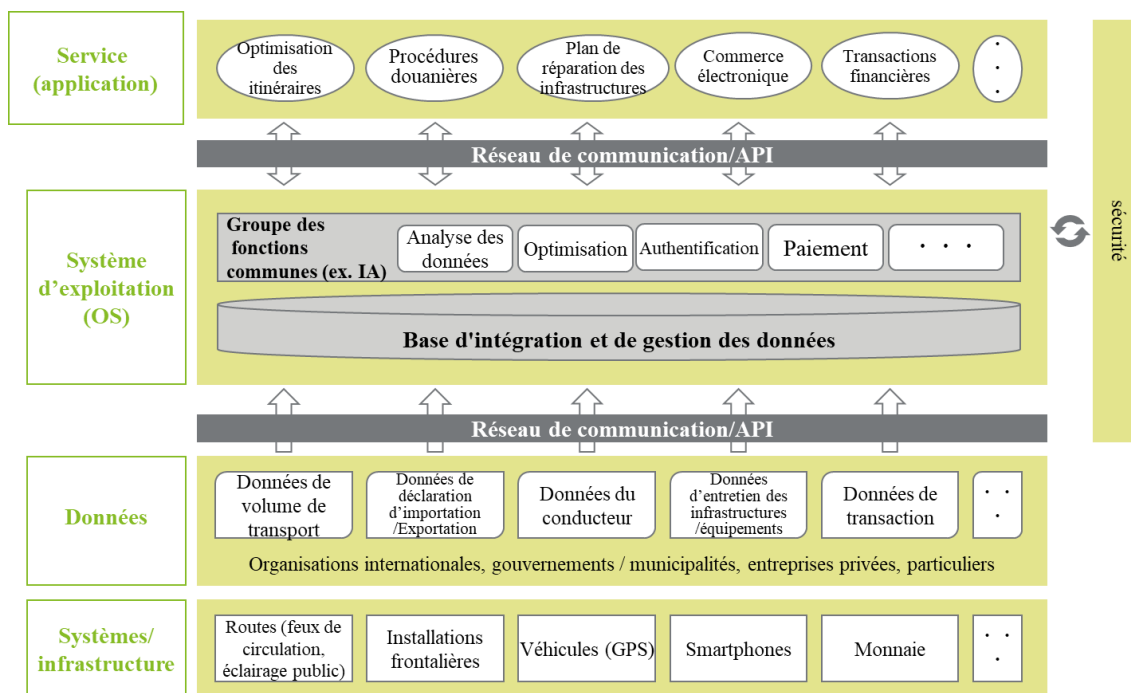 Service
(application)
Optimisation
des
itinéraires
Procédures
douanières
Plan de
réparation des
infrastructures
Commerce
électronique
Transactions
financières
.
.
.
Réseau de communication/API
sécurité
Système
d’exploitation
(OS)
Groupe des
fonctions
communes (ex. IA)
Analyse des
données
Optimisation
Authentification
Paiement
. . .
Base d'intégration et de gestion des données
Réseau de communication/API
Données
Données de
volume de
transport
Données de
déclaration
d’importation
/Exportation
Données du
conducteur
Données
d’entretien des
infrastructures
/équipements
Données de
transaction
. .
.
Organisations internationales, gouvernements / municipalités, entreprises privées, particuliers
Systèmes/
infrastructure
Routes (feux de
circulation,
éclairage public)
Installations
frontalières
Véhicules (GPS)
Smartphones
Monnaie
. .
.